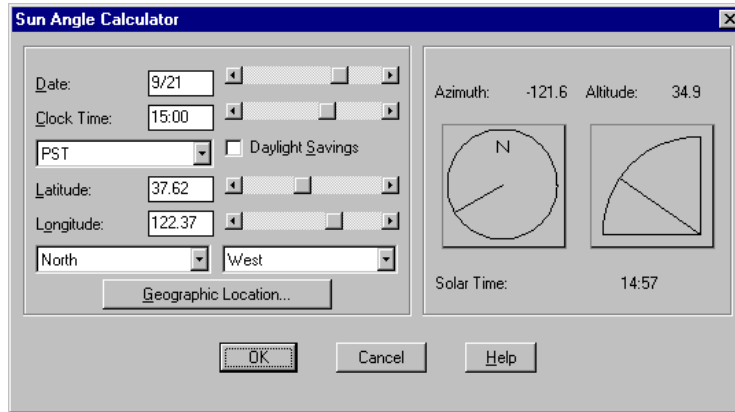 Sun Angle Calculator
Date: 9/21
Clock Time: 15:00
PST Daylight Savings
Latitude: 37.62
Longitude: 122.37
North West
Geographic Location...
Azimuth: -121.6 Altitude: 34.9
N
Solar Time: 14:57
OK Cancel Help